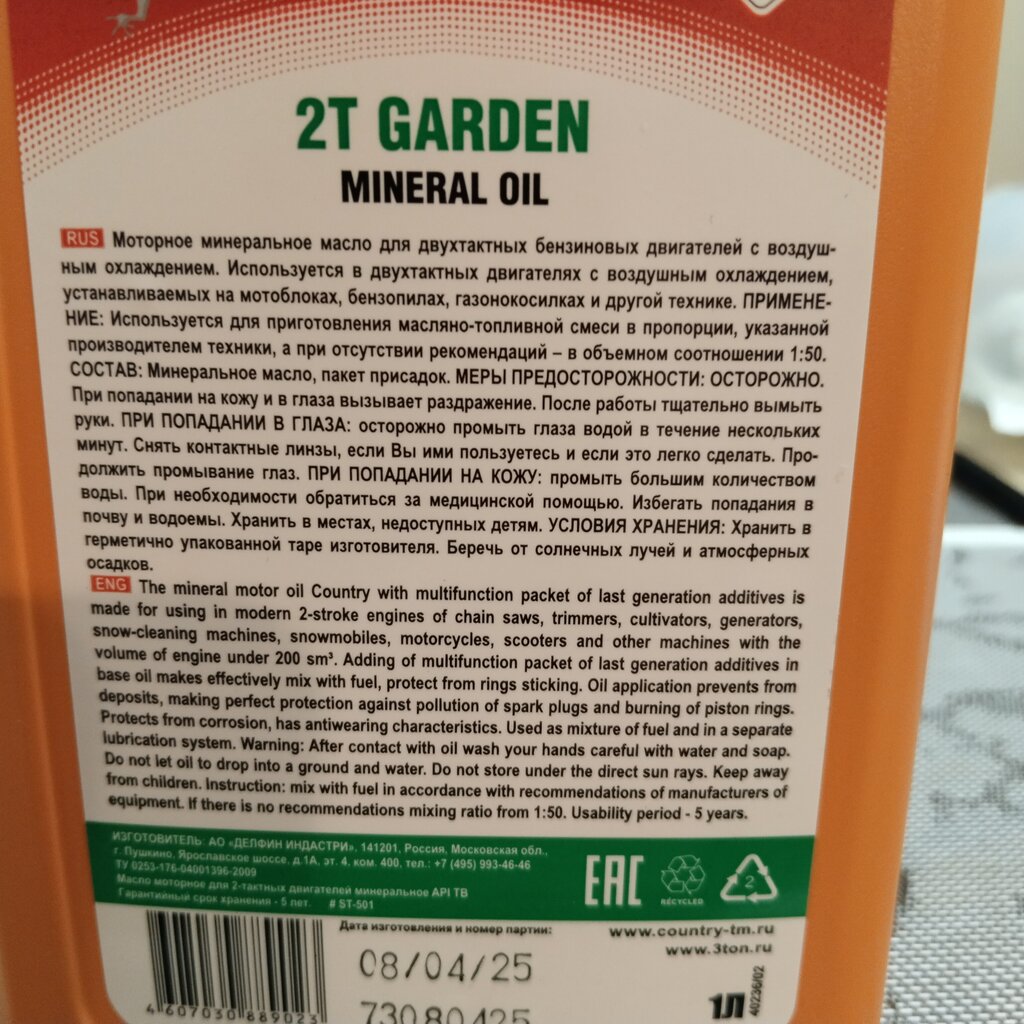 2T GARDEN
MINERAL OIL
RUS Моторное минеральное масло для двухтактных бензиновых двигателей с воздуш-
ным охлаждением. Используется в двухтактных двигателях с воздушным охлаждением,
устанавливаемых на мотоблоках, бензопилах, газонокосилках и другой технике. ПРИМЕНЕ-
НИЕ: Используется для приготовления масляно-топливной смеси в пропорции, указанной
производителем техники, а при отсутствии рекомендаций – в объемном соотношении 1:50.
СОСТАВ: Минеральное масло, пакет присадок. МЕРЫ ПРЕДОСТОРОЖНОСТИ: ОСТОРОЖНО.
При попадании на кожу и в глаза вызывает раздражение. После работы тщательно вымыть
руки. ПРИ ПОПАДАНИИ В ГЛАЗА: осторожно промыть глаза водой в течение нескольких
минут. Снять контактные линзы, если Вы ими пользуетесь и если это легко сделать. Про-
должить промывание глаз. ПРИ ПОПАДАНИИ НА КОЖУ: промыть большим количеством
воды. При необходимости обратиться за медицинской помощью. Избегать попадания в
почву и водоемы. Хранить в местах, недоступных детям. УСЛОВИЯ ХРАНЕНИЯ: Хранить в
герметично упакованной таре изготовителя. Беречь от солнечных лучей и атмосферных
осадков.
ENG The mineral motor oil Country with multifunction packet of last generation additives is
made for using in modern 2-stroke engines of chain saws, trimmers, cultivators, generators,
snow-cleaning machines, snowmobiles, motorcycles, scooters and other machines with the
volume of engine under 200 sm³. Adding of multifunction packet of last generation additives in
base oil makes effectively mix with fuel, protect from rings sticking. Oil application prevents from
deposits, making perfect protection against pollution of spark plugs and burning of piston rings.
Protects from corrosion, has antiwearing characteristics. Used as mixture of fuel and in a separate
lubrication system. Warning: After contact with oil wash your hands careful with water and soap.
Do not let oil to drop into a ground and water. Do not store under the direct sun rays. Keep away
from children. Instruction: mix with fuel in accordance with recommendations of manufacturers of
equipment. If there is no recommendations mixing ratio from 1:50. Usability period - 5 years.
ИЗГОТОВИТЕЛЬ: АО «ДЕЛФИН ИНДАСТРИ», 141201, Россия, Московская обл.,
г. Пушкино, Ярославское шоссе, д.1А, эт. 4, ком. 400, тел.: +7 (495) 993-46-46
ТУ 0253-176-04001396-2009
Масло моторное для 2-тактных двигателей минеральное API TB
Гарантийный срок хранения - 5 лет. # ST-501
EAC
RECYCLED
2
Дата изготовления и номер партии:
08/04/25
73080425
www.country-tm.ru
www.3ton.ru
1Л
40236/02
4 607030 889023